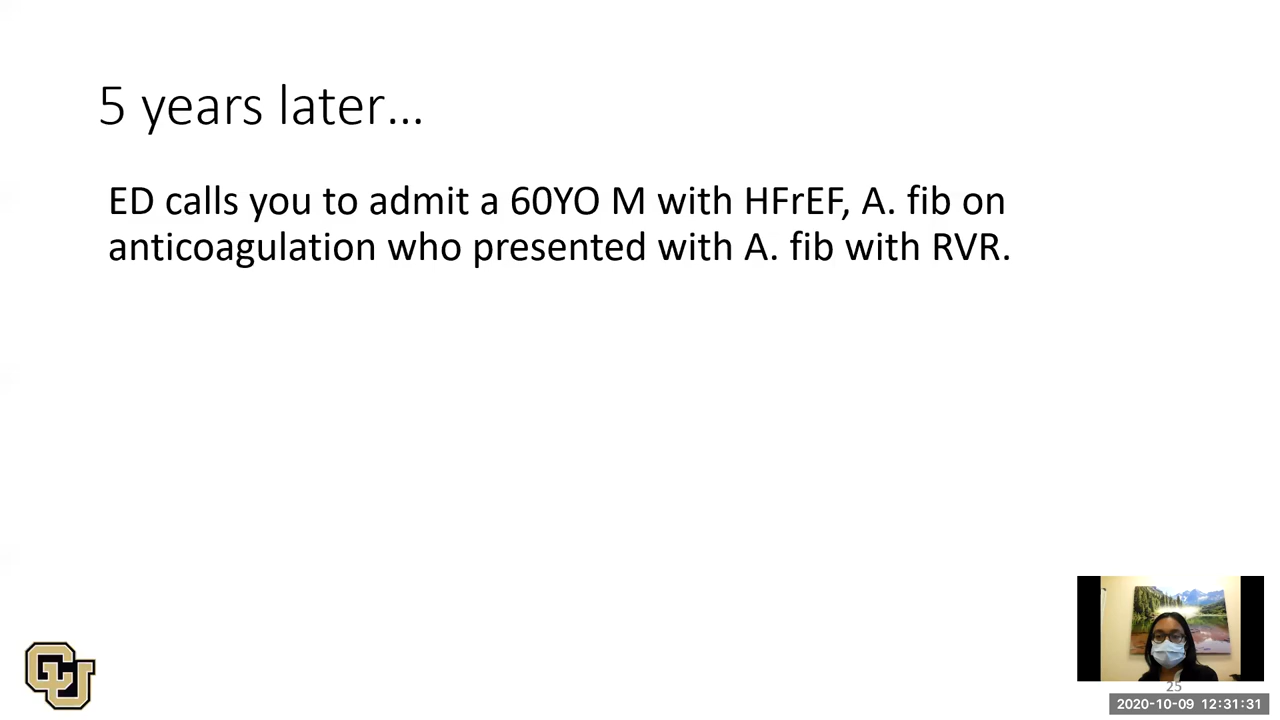 5 years later...
ED calls you to admit a 60YO M with HFrEF, A. fib on
anticoagulation who presented with A. fib with RVR.
CU
25
2020-10-09 12:31:31